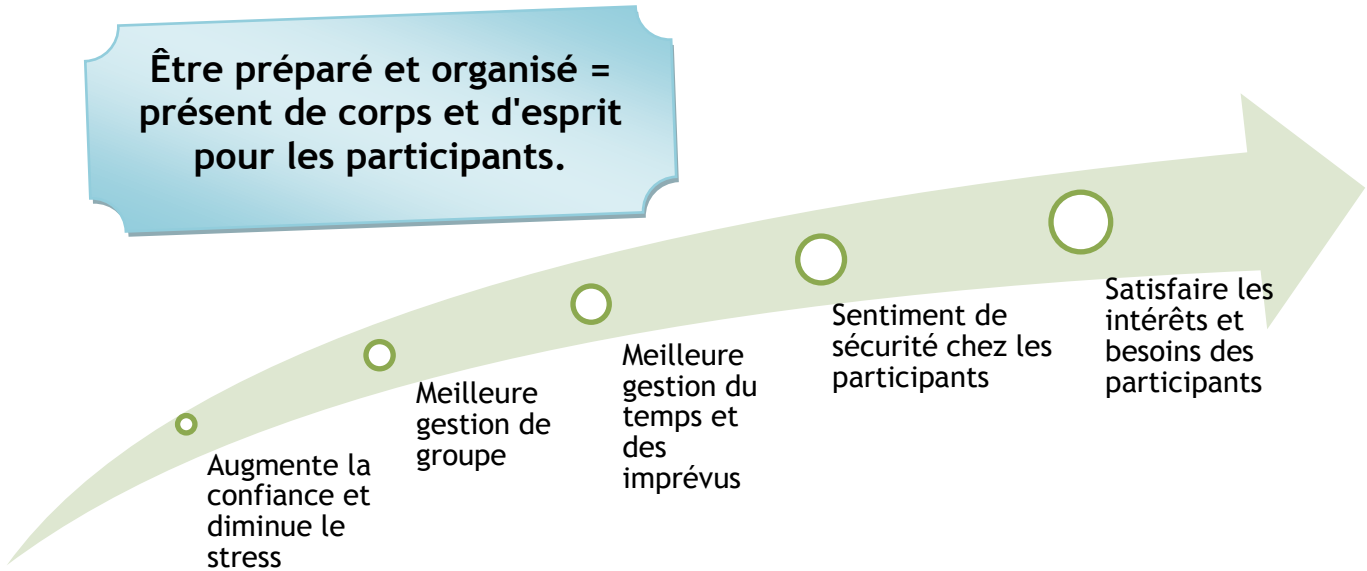 Être préparé et organisé =
présent de corps et d'esprit
pour les participants.
Augmente la
confiance et
diminue le
stress
Meilleure
gestion de
groupe
Meilleure
gestion du
temps et
des
imprévus
Sentiment de
sécurité chez les
participants
Satisfaire les
intérêts et
besoins des
participants